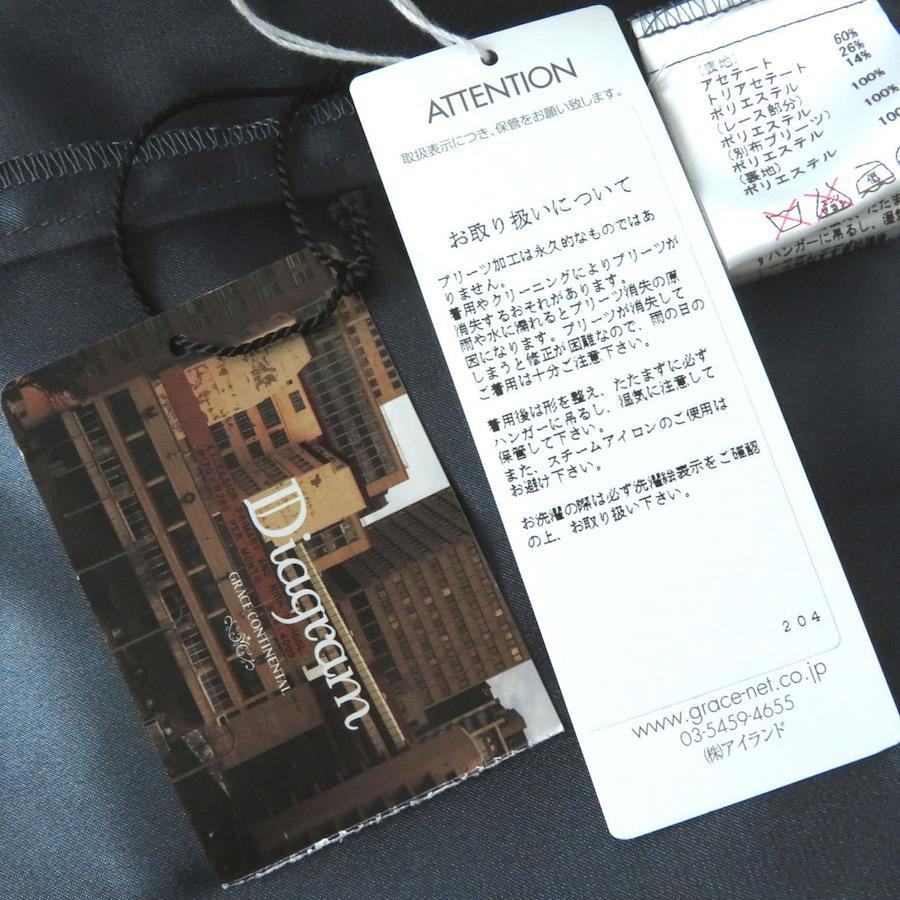 ATTENTION
取扱表示につき、保管をお願い致します。
お取り扱いについて
プリーツ加工は永久的なものではあ
りません。
着用やクリーニングによりプリーツが
消失するおそれがあります。
雨や水に濡れるとプリーツ消失の原
因になります。プリーツが消失して
しまうと修正が困難なので、雨の日の
ご着用は十分ご注意下さい。
着用後は形を整え、たたまずに必ず
ハンガーに吊るし、湿気に注意して
保管して下さい。
また、スチームアイロンのご使用は
お避け下さい。
お洗濯の際は必ず洗濯絵表示をご確認
の上、お取り扱い下さい。
204
www.grace-net.co.jp
03-5459-4655
(株)アイランド
Diagram
GRACE CONTINENTAL
(表地)
アセテート 60%
トリアセテート 26%
ポリエステル 14%
(レース部分)
ポリエステル 100%
(別布プリーツ)
ポリエステル 100%
(裏地)
ポリエステル 100
ハンガーに吊るし、湿気